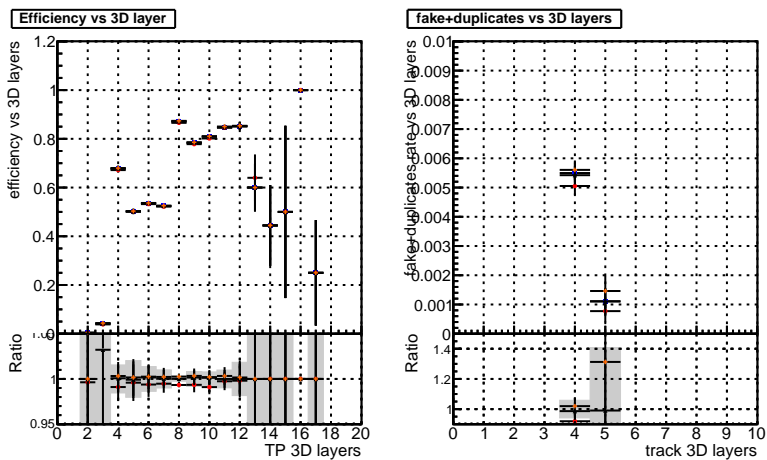 Efficiency vs 3D layer
efficiency vs 3D layers
1.2
1
0.8
0.6
0.4
0.2
0
Ratio
1
0.95
0 2 4 6 8 10 12 14 16 18 20
TP 3D layers
fake+duplicates vs 3D layers
fake+duplicates rate vs 3D layers
0.01
0.009
0.008
0.007
0.006
0.005
0.004
0.003
0.002
0.001
0
Ratio
1.4
1.2
1
0 1 2 3 4 5 6 7 8 9 10
track 3D layers